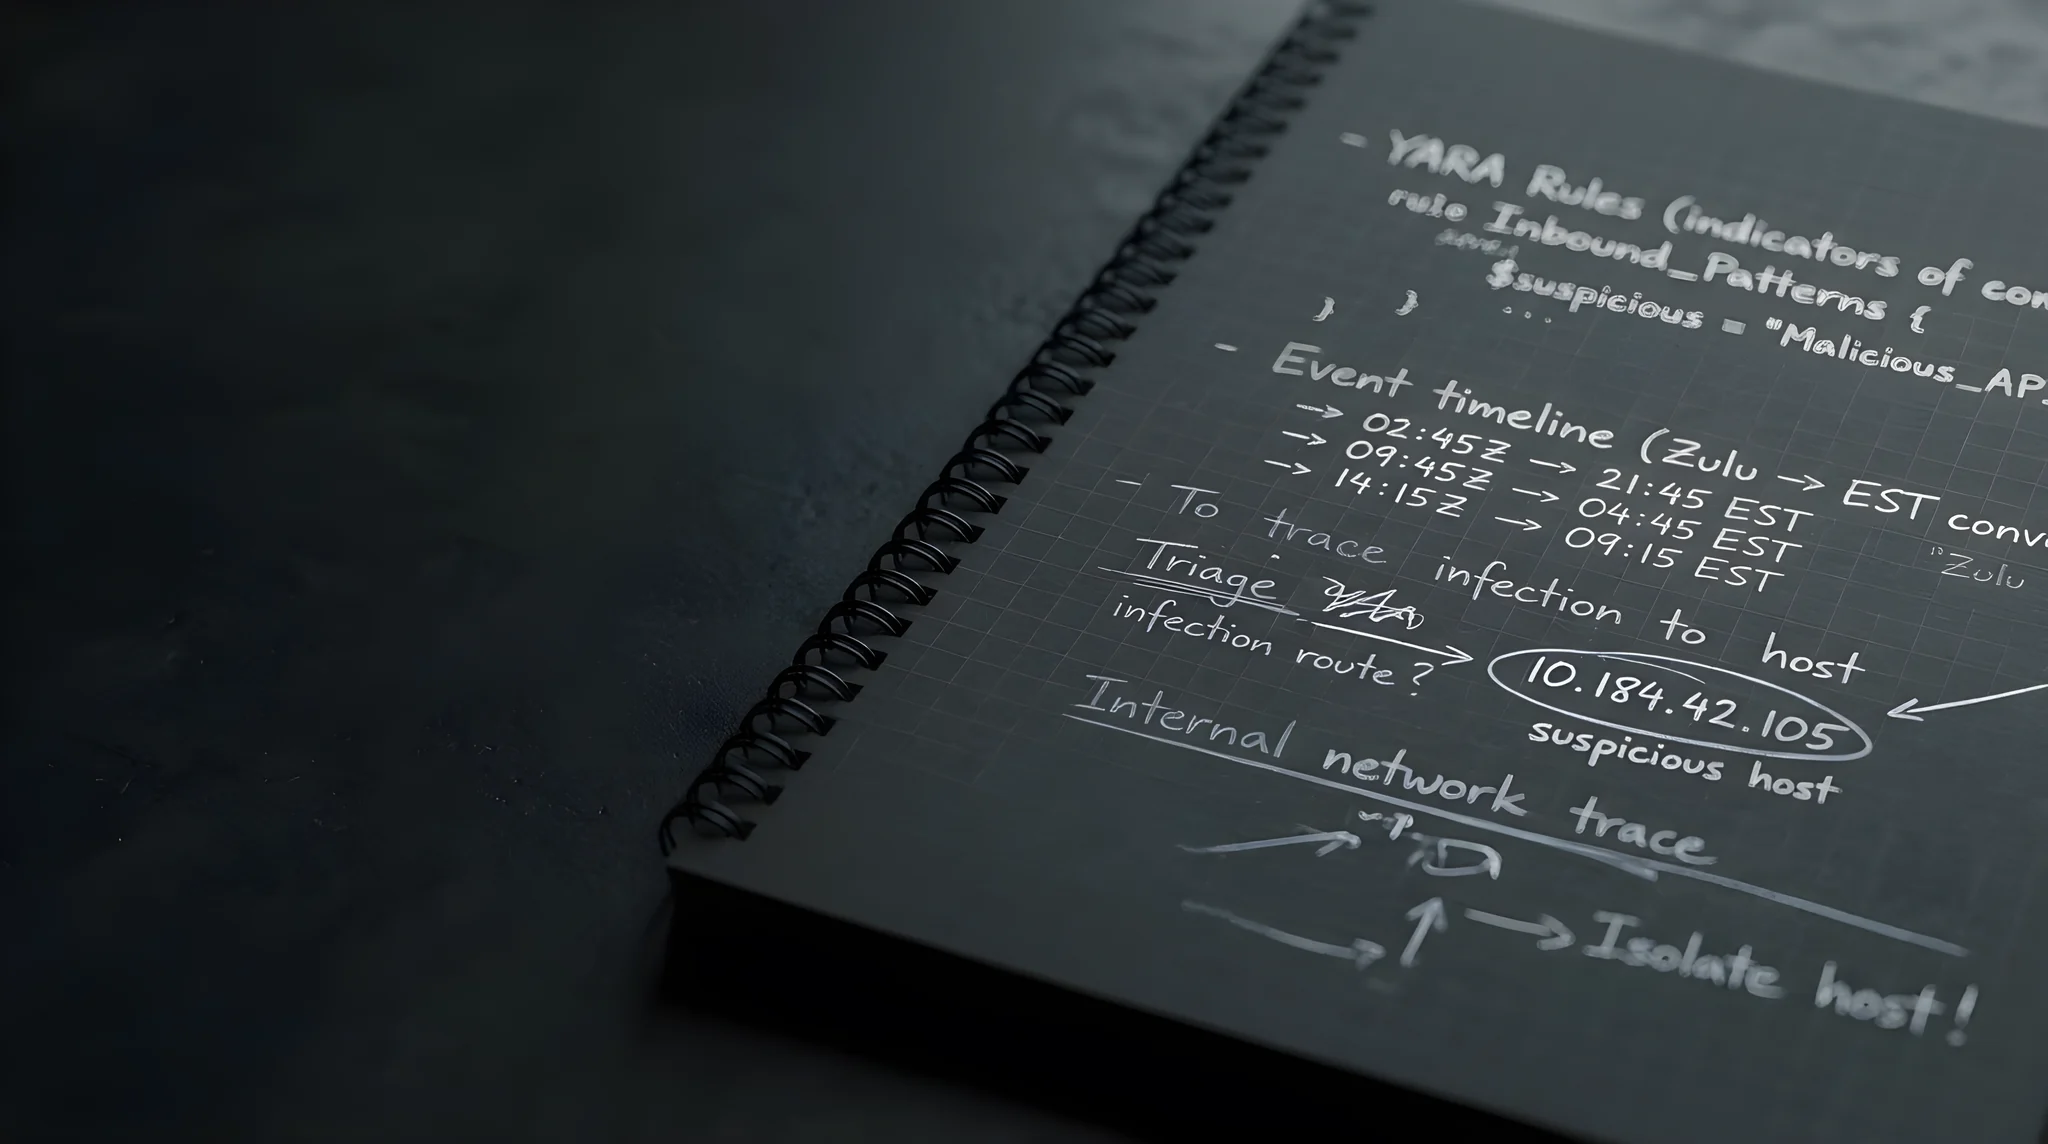 - YARA Rules (indicators of com
rule Inbound_Patterns {
$suspicious = "Malicious_AP
...
} }
- Event timeline (Zulu → EST conv
→ 02:45Z → 21:45 EST
→ 09:45Z → 04:45 EST
→ 14:15Z → 09:15 EST
"Zulu
- To trace infection to host
Triage
infection route? → 10.184.42.105
suspicious host
Internal network trace
→ Isolate host!